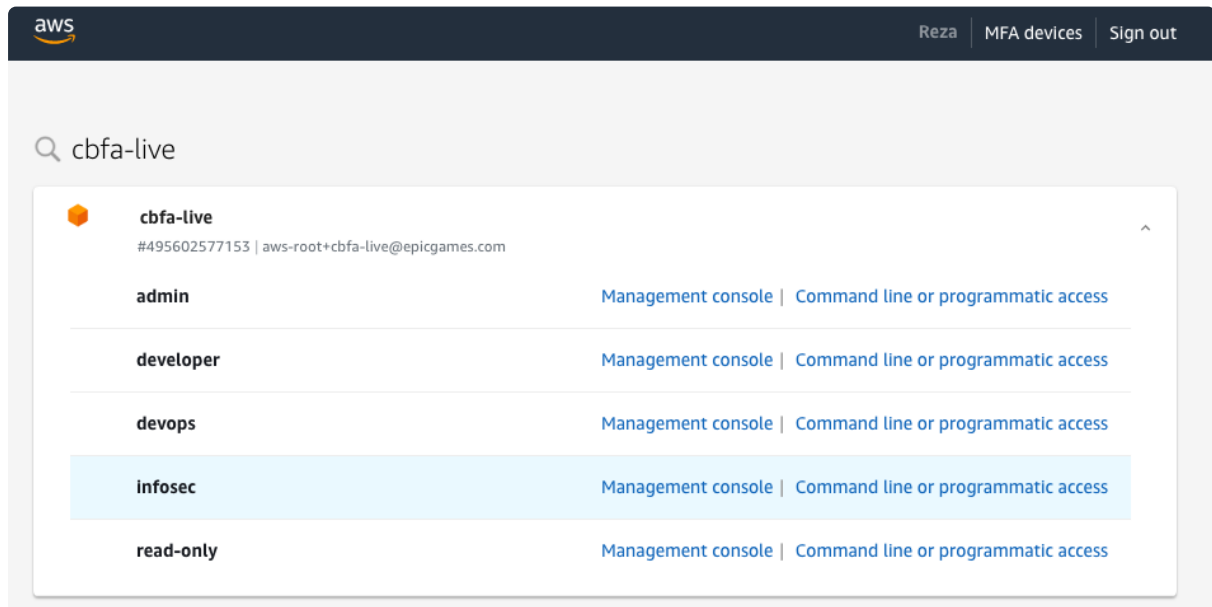 aws
Reza MFA devices Sign out
cbfa-live
cbfa-live
#495602577153 | aws-root+cbfa-live@epicgames.com
admin Management console | Command line or programmatic access
developer Management console | Command line or programmatic access
devops Management console | Command line or programmatic access
infosec Management console | Command line or programmatic access
read-only Management console | Command line or programmatic access